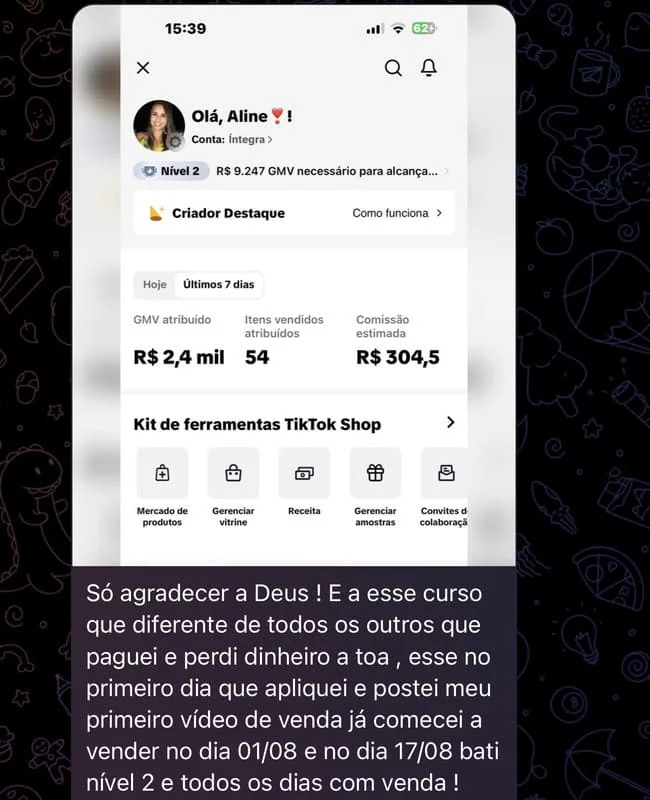 15:39
62
Olá, Aline❣️!
Conta: Íntegra >
Nível 2 R$ 9.247 GMV necessário para alcança... >
Criador Destaque Como funciona >
Hoje Últimos 7 dias
GMV atribuído Itens vendidos atribuídos Comissão estimada
R$ 2,4 mil 54 R$ 304,5
Kit de ferramentas TikTok Shop >
Mercado de produtos Gerenciar vitrine Receita Gerenciar amostras Convites d colaboraçã
Só agradecer a Deus ! E a esse curso
que diferente de todos os outros que
paguei e perdi dinheiro a toa , esse no
primeiro dia que apliquei e postei meu
primeiro vídeo de venda já comecei a
vender no dia 01/08 e no dia 17/08 bati
nível 2 e todos os dias com venda !